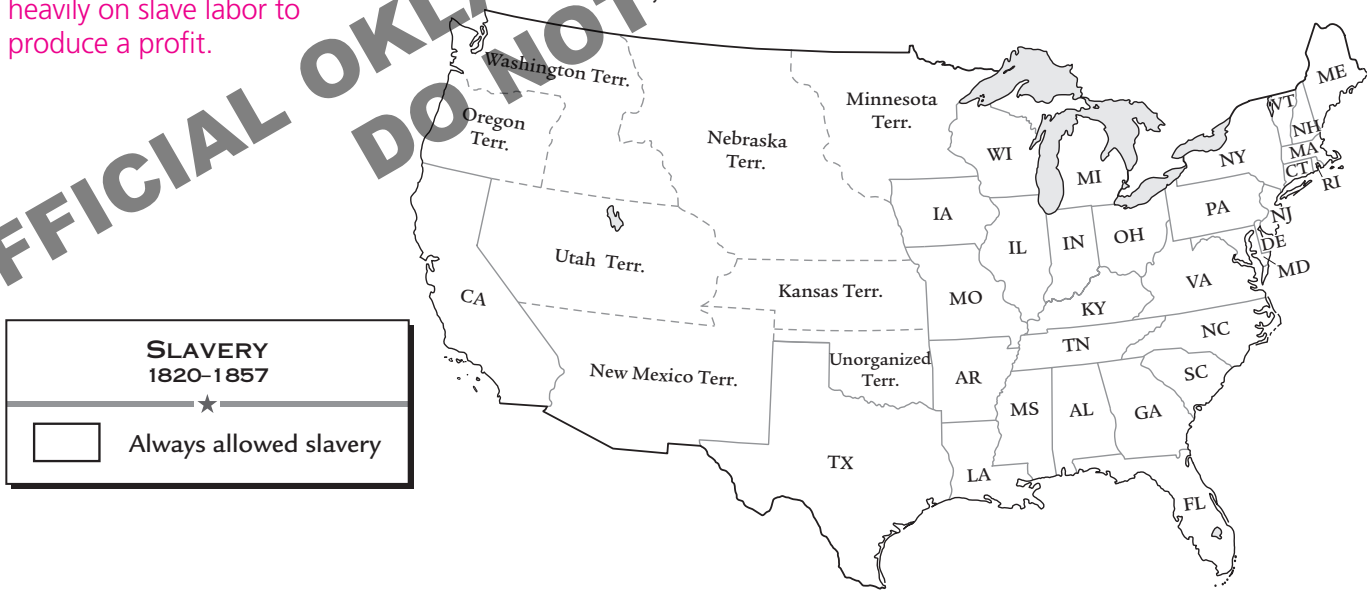 heavily on slave labor to
produce a profit.
OFFICIAL OKLA
DO NOT
SLAVERY
1820–1857
Always allowed slavery
Washington Terr.
Oregon
Terr.
Nebraska
Terr.
Minnesota
Terr.
Utah Terr.
Kansas Terr.
New Mexico Terr.
Unorganized
Terr.
CA
TX
WI
MI
IA
IL
IN
OH
MO
KY
TN
AR
MS
AL
GA
LA
FL
SC
NC
VA
PA
NY
VT
NH
ME
MA
CT
RI
NJ
DE
MD